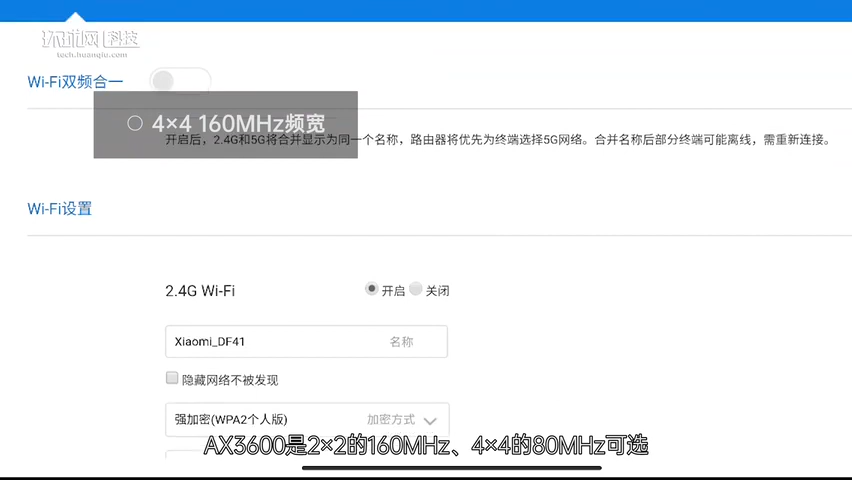 环球网 科技
tech.huanqiu.com
Wi-Fi双频合一
4×4 160MHz频宽
开启后，2.4G和5G将合并显示为同一个名称，路由器将优先为终端选择5G网络。合并名称后部分终端可能离线，需重新连接。
Wi-Fi设置
2.4G Wi-Fi 开启 关闭
Xiaomi_DF41 名称
隐藏网络不被发现
强加密(WPA2个人版) 加密方式
AX3600是2×2的160MHz、4×4的80MHz可选